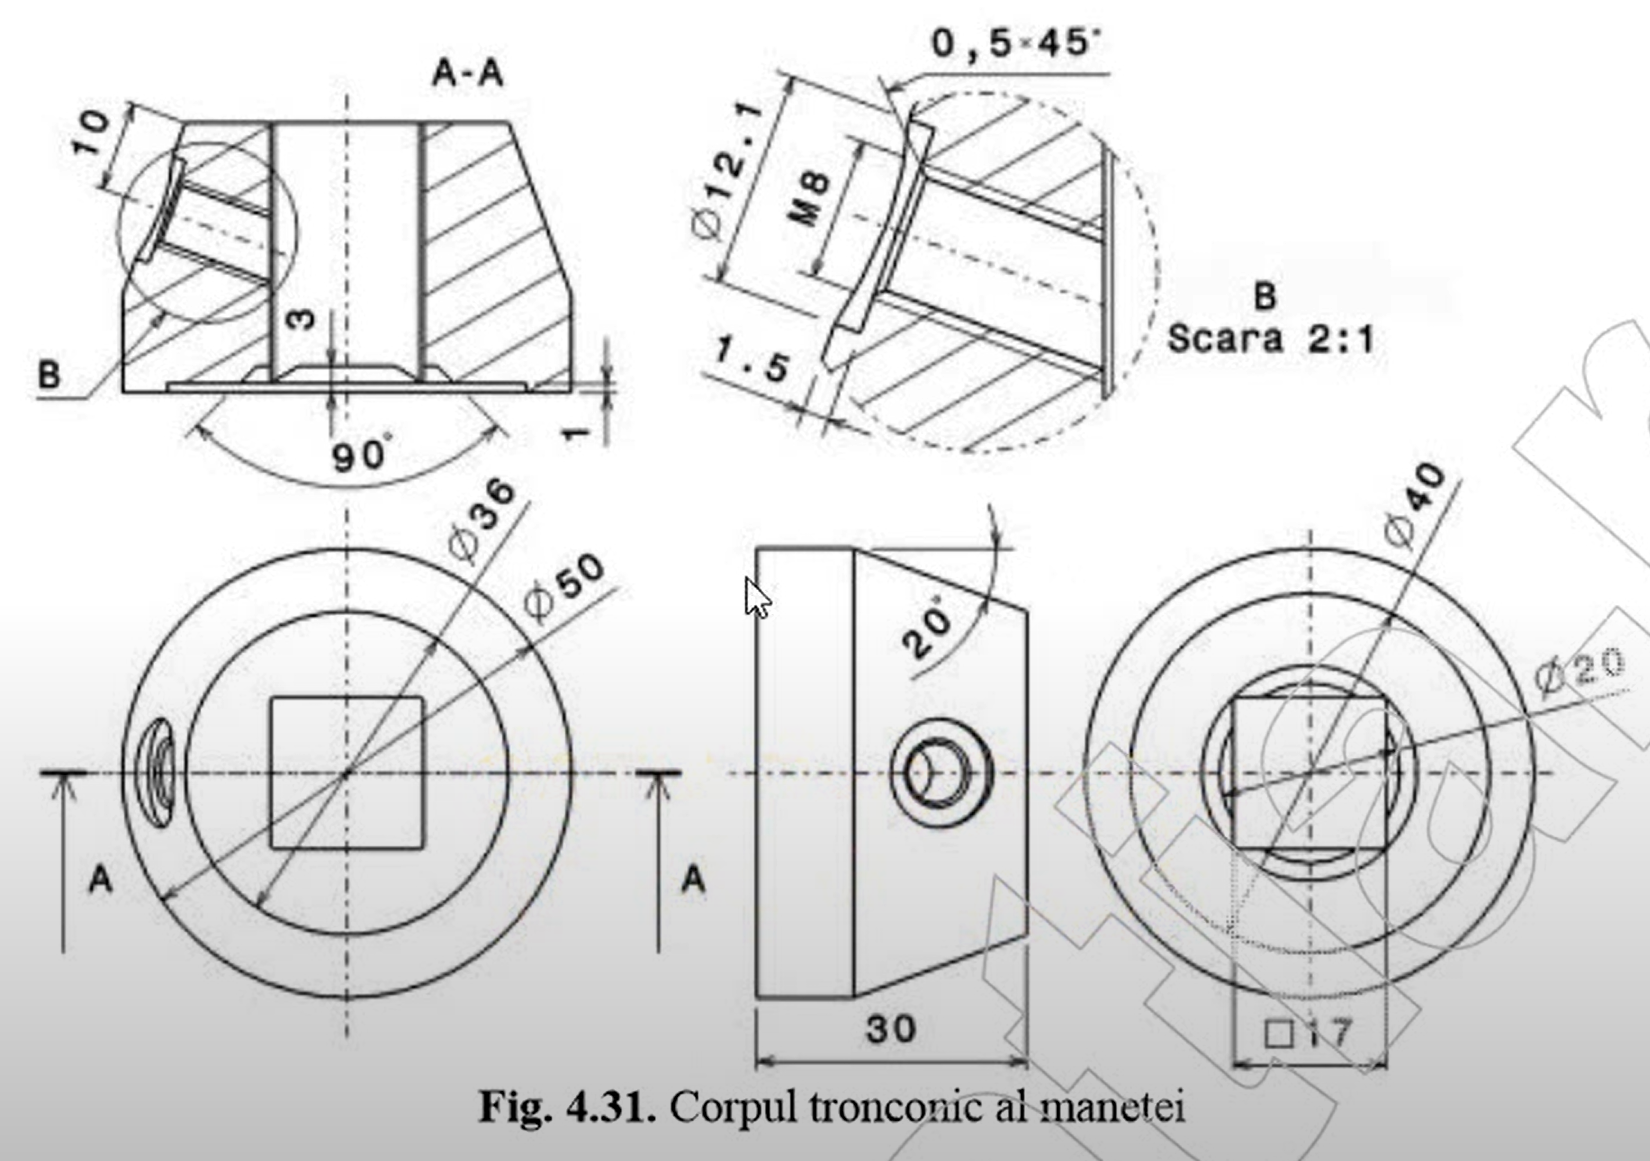 A-A
0,5×45°
10
Ø12.1
M8
B
Scara 2:1
3
B
1.5
1
90°
Ø36
Ø50
Ø40
20°
Ø20
A
A
30
□17
Fig. 4.31. Corpul tronconic al manetei